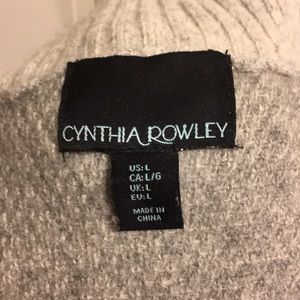 CYNTHIA ROWLEY
US: L
CA: L/G
UK: L
EU: L
MADE IN
CHINA